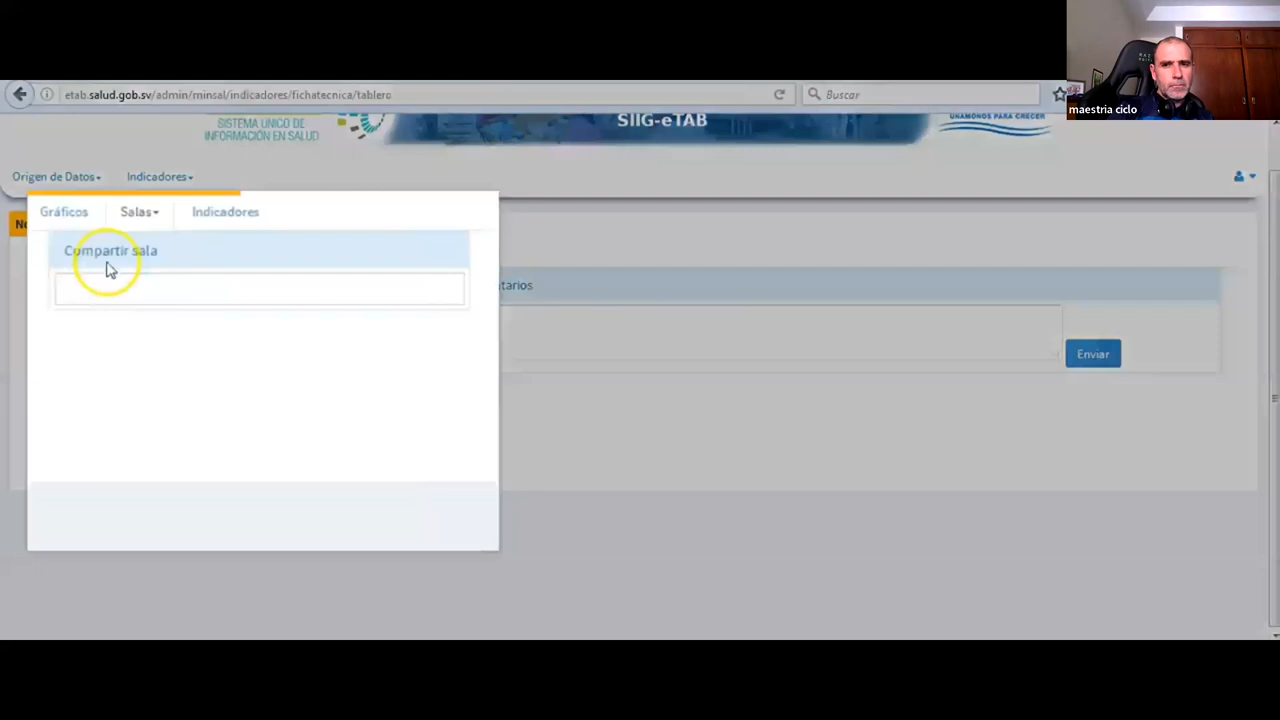 maestria ciclo
etab.salud.gob.sv/admin/minsal/indicadores/fichatecnica/tablero
Buscar
SISTEMA ÚNICO DE
INFORMACIÓN EN SALUD
SIIG-eTAB
UNÁMONOS PARA CRECER
Origen de Datos
Indicadores
Gráficos
Salas
Indicadores
Compartir sala
Enviar